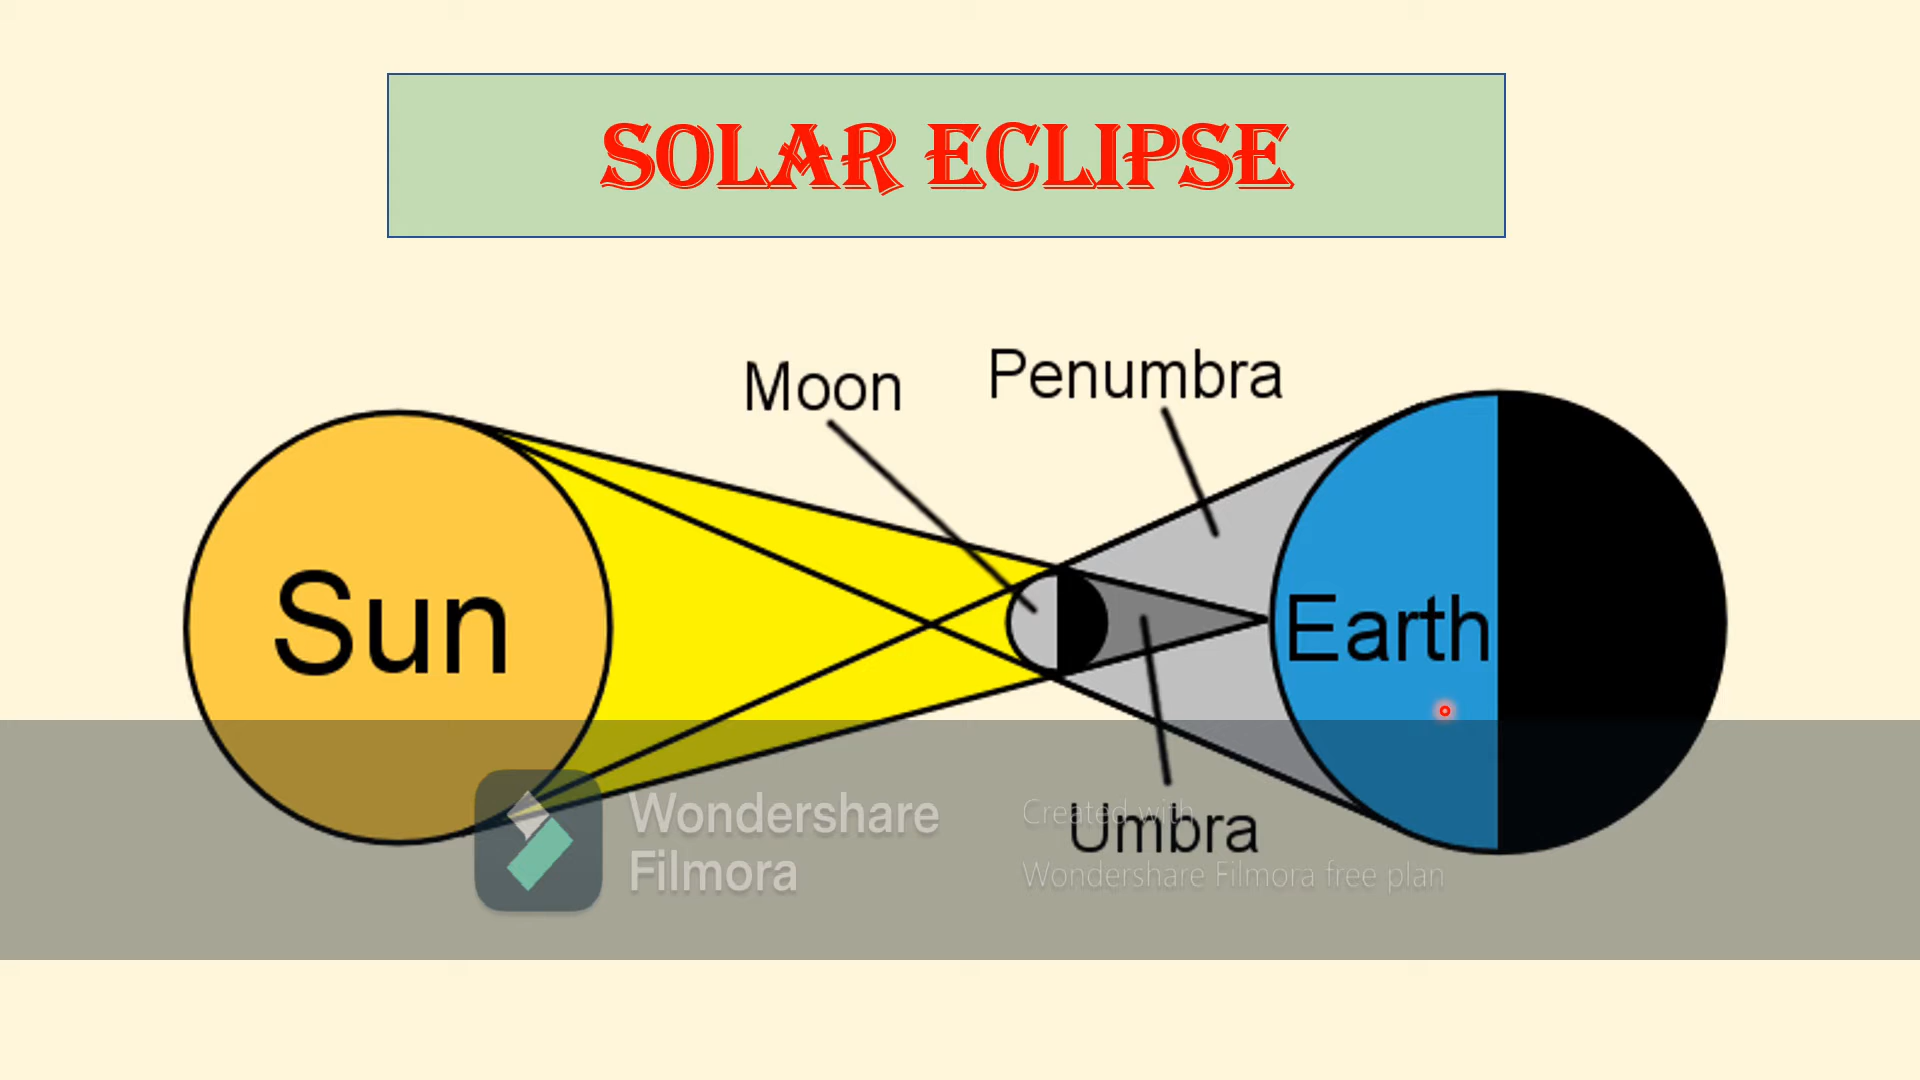 SOLAR ECLIPSE
Moon
Penumbra
Sun
Earth
Umbra
Wondershare
Filmora
Created with
Wondershare Filmora free plan